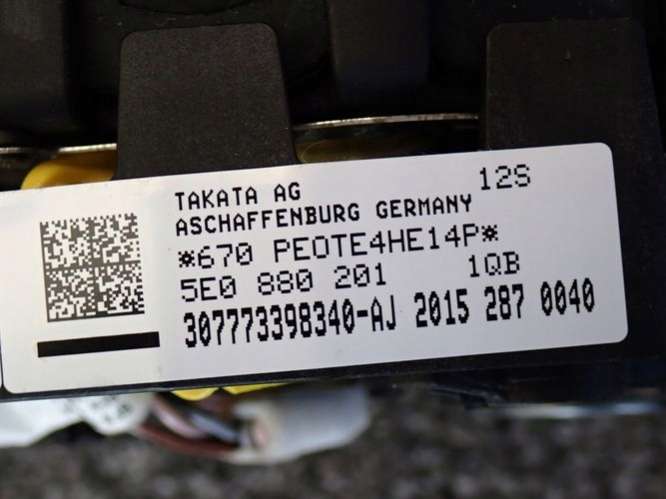 TAKATA AG 12S
ASCHAFFENBURG GERMANY
*670 PEOTE4HE14P*
5E0 880 201 1QB
307773398340-AJ 2015 287 0040